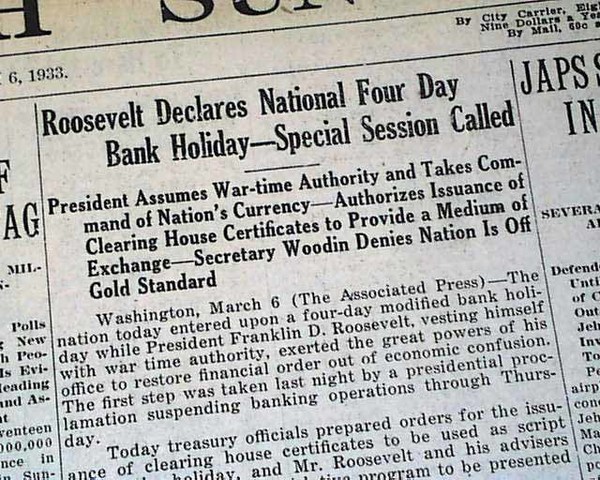 H SUN
By City Carrier,
Nine Dollars a
By Mail, 60c
6, 1933.
Roosevelt Declares National Four Day
Bank Holiday—Special Session Called
President Assumes War-time Authority and Takes Com-
mand of Nation's Currency—Authorizes Issuance of
Clearing House Certificates to Provide a Medium of
Exchange—Secretary Woodin Denies Nation Is Off
Gold Standard
Washington, March 6 (The Associated Press)—The
nation today entered upon a four-day modified bank holi-
day while President Franklin D. Roosevelt, vesting himself
with war time authority, exerted the great powers of his
office to restore financial order out of economic confusion.
The first step was taken last night by a presidential proc-
lamation suspending banking operations through Thurs-
day.
Today treasury officials prepared orders for the issu-
ance of clearing house certificates to be used as script
holiday, and Mr. Roosevelt and his advisers
program to be presented
JAPS
IN
SEVERA
Defend
Unti
of C
Out
Jeh
Inv
To
Pe
airp
con
Jeh
Ma
Ch
F
AG
MIL-
Polls
New
h Peo-
ls Evi-
leading
and As-
venteen
000,000
nce in
Sun-